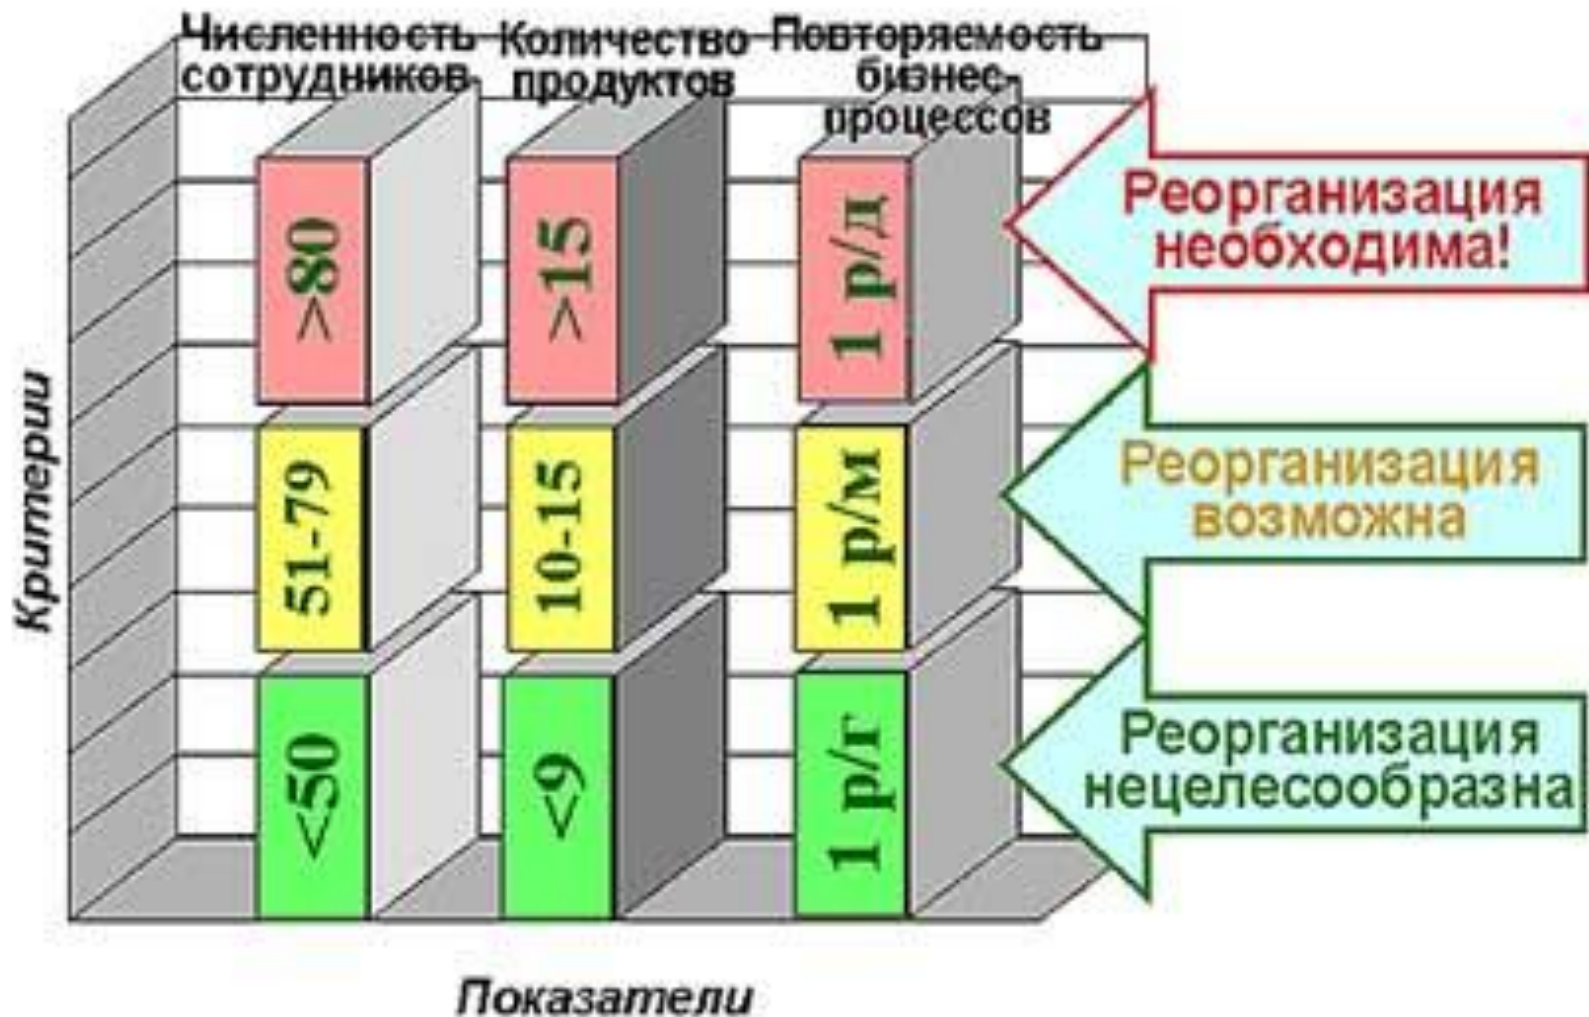 Численность
сотрудников
Количество
продуктов
Повторяемость
бизнес-
процессов
>80
>15
1 р/д
Реорганизация
необходима!
51-79
10-15
1 р/м
Реорганизация
возможна
<50
<9
1 р/г
Реорганизация
нецелесообразна
Критерии
Показатели